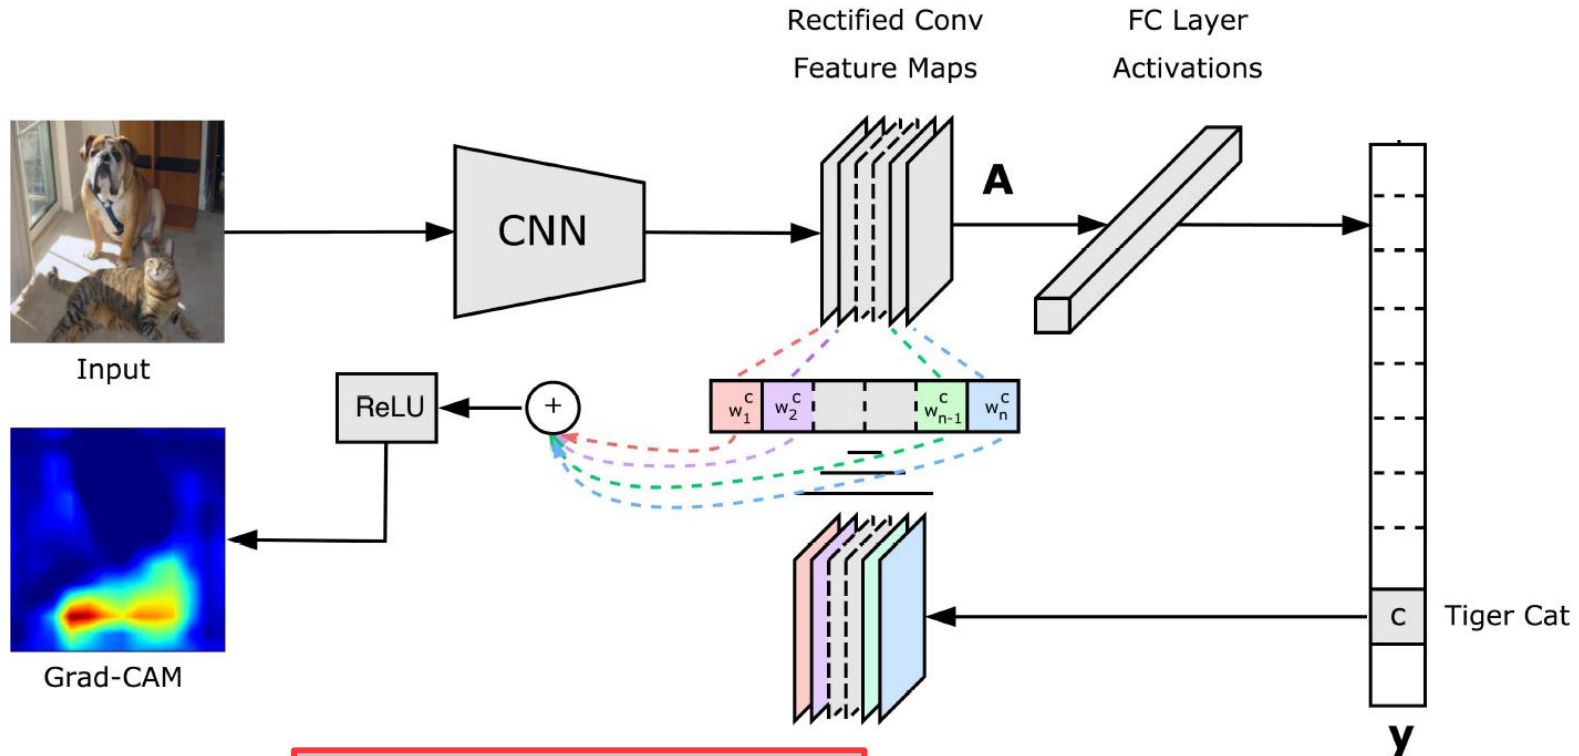 Rectified Conv
Feature Maps
FC Layer
Activations
A
CNN
Input
ReLU
+
w₁ᶜ w₂ᶜ wₙ₋₁ᶜ wₙᶜ
c
Tiger Cat
Grad-CAM
y